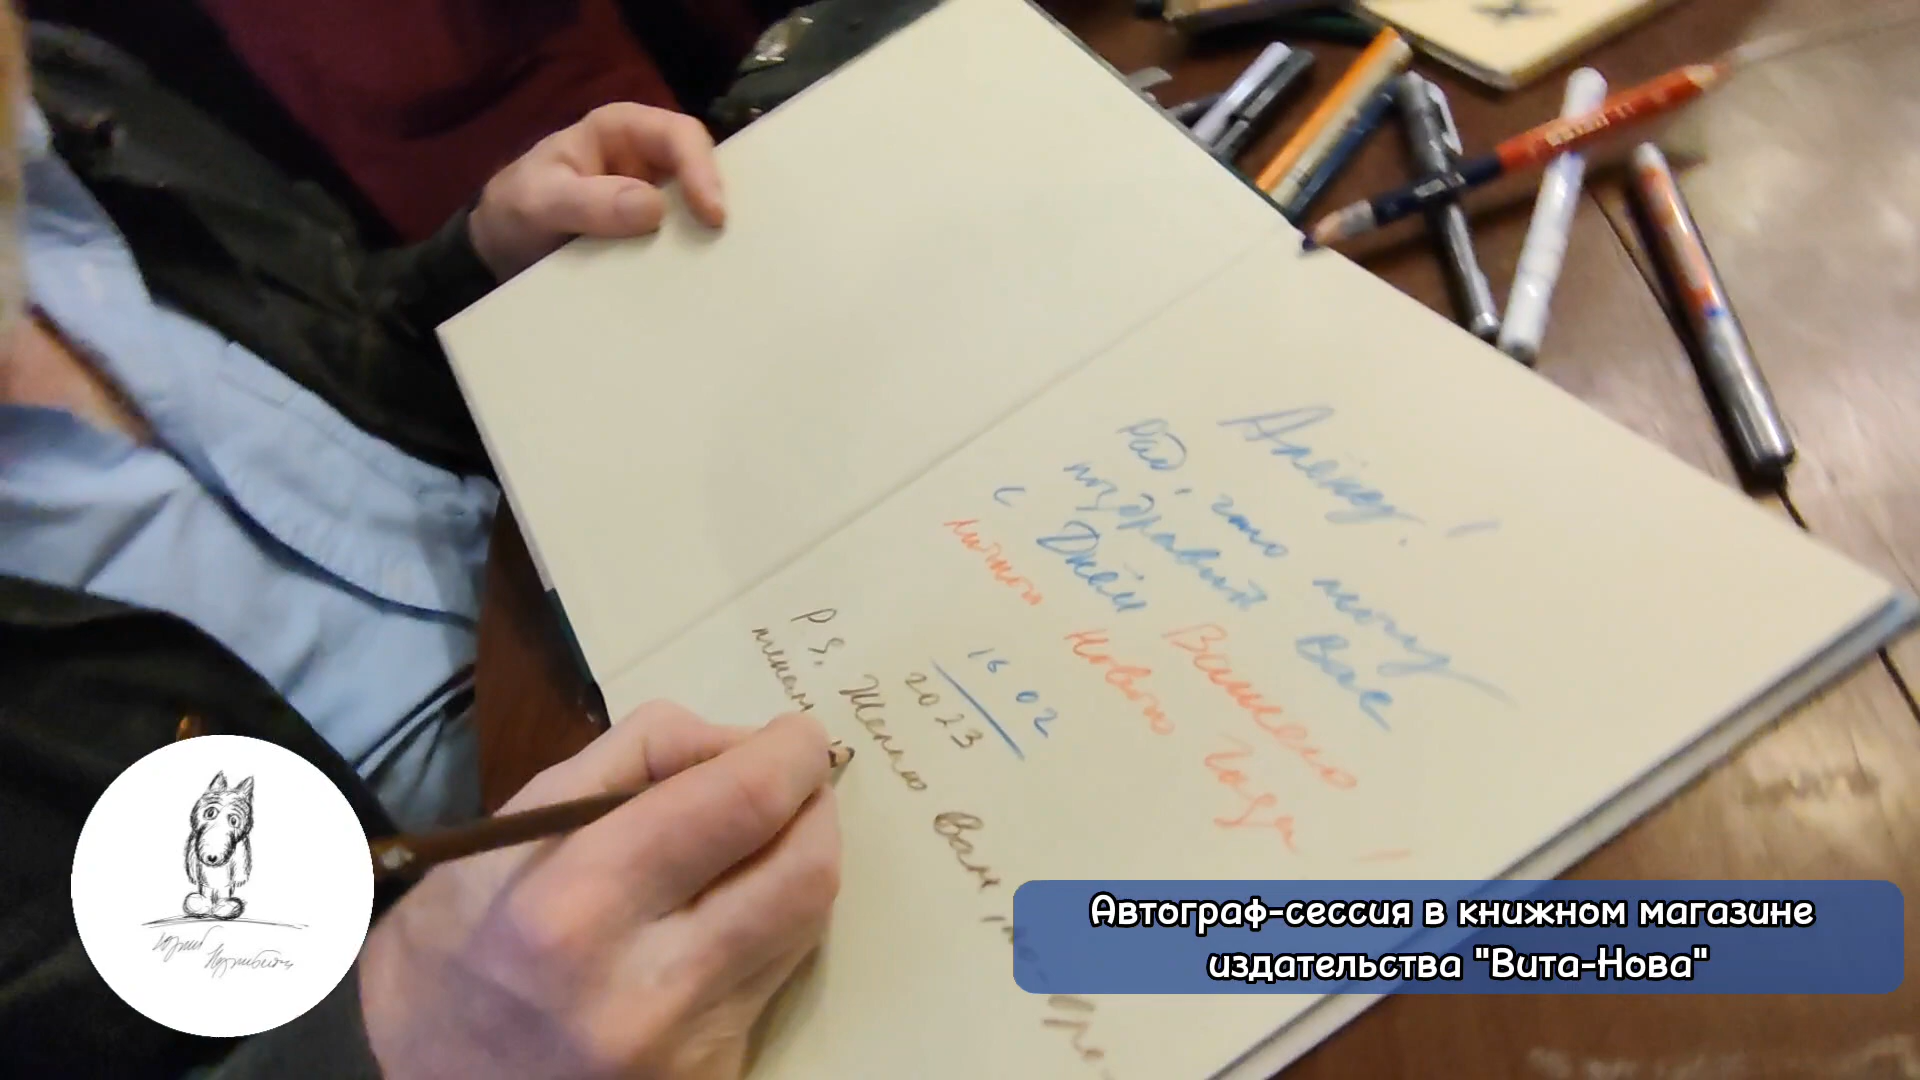 Рад, что могу
поздравить Вас
с Днём Вашего
личного Нового Года!
16 02
2023
P.S. Желаю Вам,
Автограф-сессия в книжном магазине
издательства "Вита-Нова"